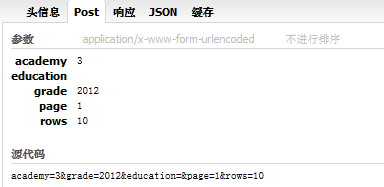 头信息 Post 响应 JSON 缓存
参数 application/x-www-form-urlencoded 不进行排序
academy 3
education
grade 2012
page 1
rows 10
源代码
academy=3&grade=2012&education=&page=1&rows=10